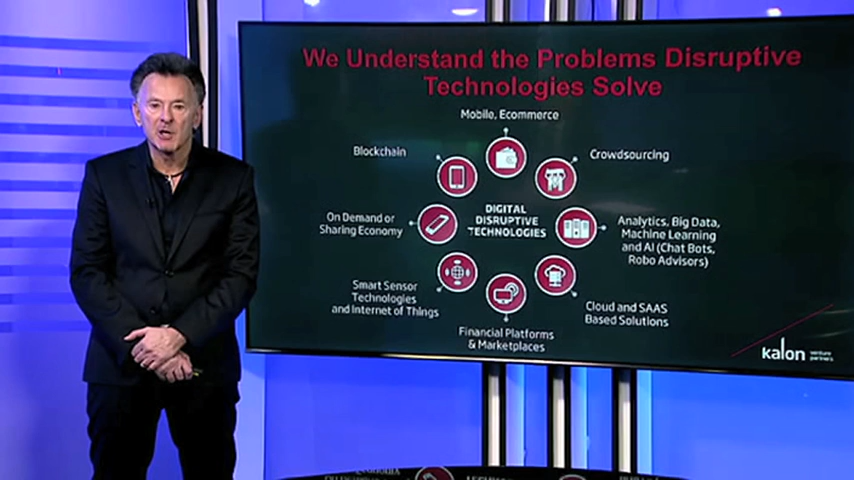 We Understand the Problems Disruptive
Technologies Solve
Mobile, Ecommerce
Blockchain
Crowdsourcing
On Demand or
Sharing Economy
DIGITAL
DISRUPTIVE
TECHNOLOGIES
Analytics, Big Data,
Machine Learning
and AI (Chat Bots,
Robo Advisors)
Smart Sensor
Technologies
and Internet of Things
Cloud and SAAS
Based Solutions
Financial Platforms
& Marketplaces
kalon venture
partners